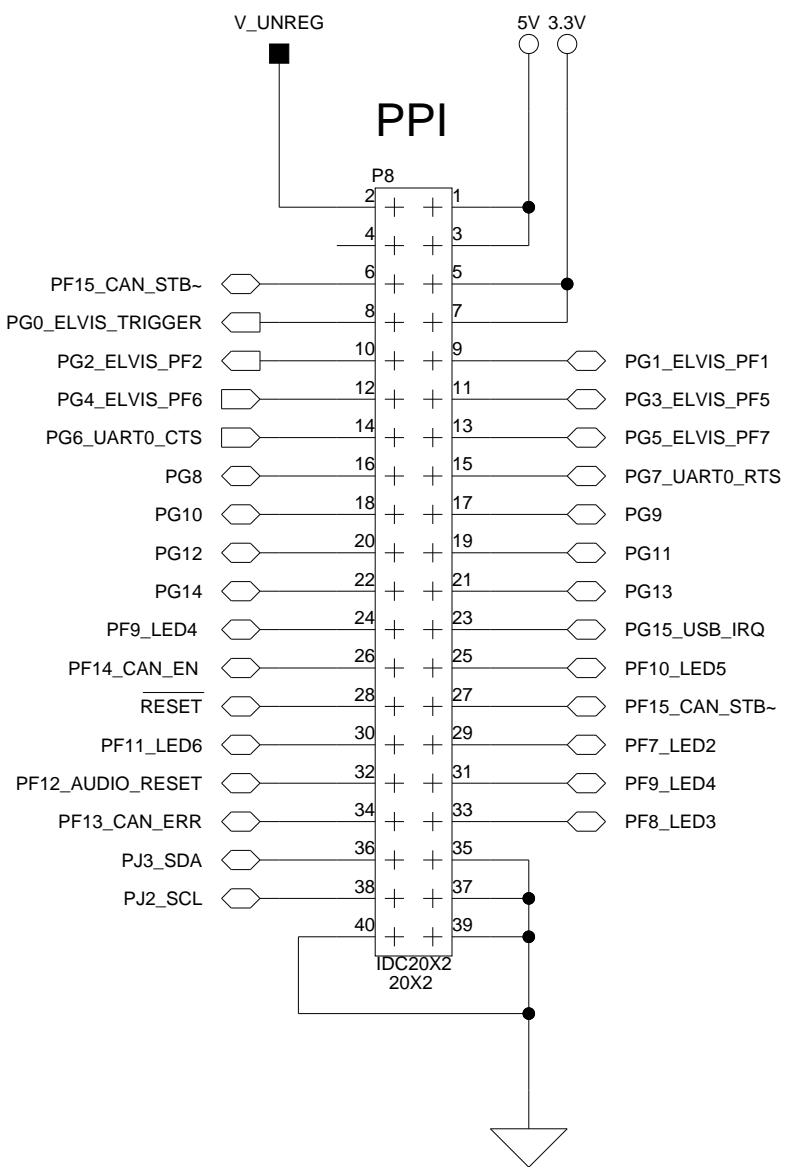 V_UNREG 5V 3.3V
PPI
P8
2 1
4 3
PF15_CAN_STB~ 6 5
PG0_ELVIS_TRIGGER 8 7
PG2_ELVIS_PF2 10 9 PG1_ELVIS_PF1
PG4_ELVIS_PF6 12 11 PG3_ELVIS_PF5
PG6_UART0_CTS 14 13 PG5_ELVIS_PF7
PG8 16 15 PG7_UART0_RTS
PG10 18 17 PG9
PG12 20 19 PG11
PG14 22 21 PG13
PF9_LED4 24 23 PG15_USB_IRQ
PF14_CAN_EN 26 25 PF10_LED5
RESET 28 27 PF15_CAN_STB~
PF11_LED6 30 29 PF7_LED2
PF12_AUDIO_RESET 32 31 PF9_LED4
PF13_CAN_ERR 34 33 PF8_LED3
PJ3_SDA 36 35
PJ2_SCL 38 37
40 39
IDC20X2
20X2